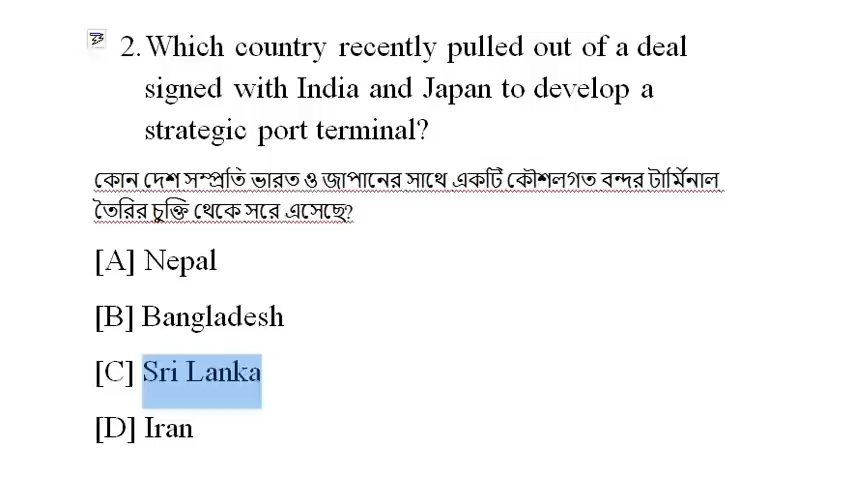 2. Which country recently pulled out of a deal
signed with India and Japan to develop a
strategic port terminal?
কোন দেশ সম্প্রতি ভারত ও জাপানের সাথে একটি কৌশলগত বন্দর টার্মিনাল
তৈরির চুক্তি থেকে সরে এসেছে?
[A] Nepal
[B] Bangladesh
[C] Sri Lanka
[D] Iran